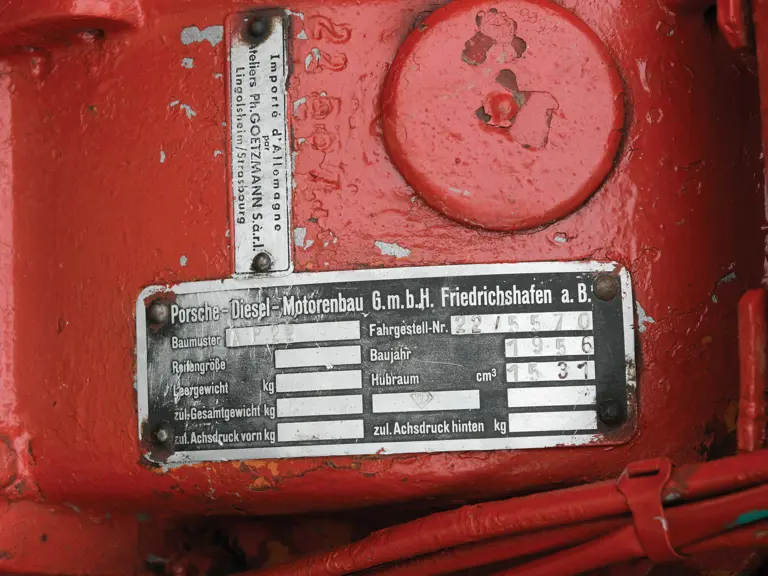 Importé d'Allemagne
par
Ateliers Ph.GOETZMANN S.à.r.l.
Lingolsheim/Strasbourg
Porsche-Diesel-Motorenbau G.m.b.H. Friedrichshafen a. B.
Baumuster Fahrgestell-Nr. 22/5570
Reifengröße Baujahr 1956
Leergewicht kg Hubraum cm³ 1531
zul.Gesamtgewicht kg
zul.Achsdruck vorn kg zul.Achsdruck hinten kg